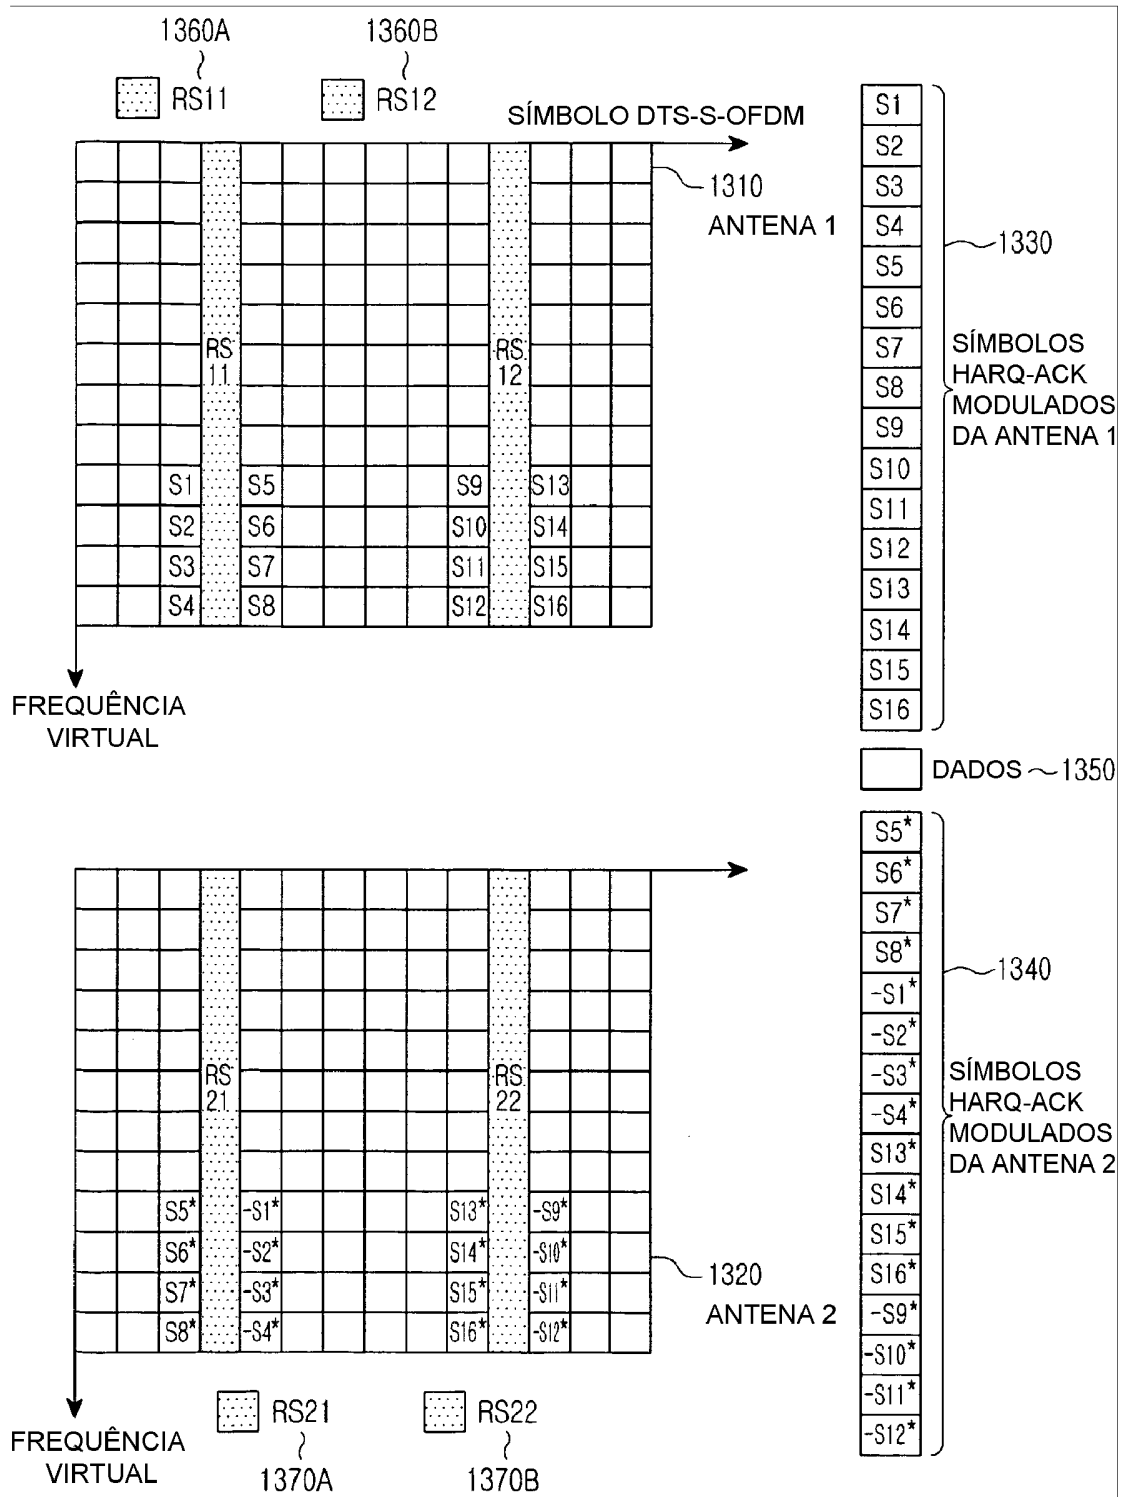 1360A
1360B
RS11
RS12
SÍMBOLO DTS-S-OFDM
1310
ANTENA 1
RS
11
RS
12
S1 S5 S9 S13
S2 S6 S10 S14
S3 S7 S11 S15
S4 S8 S12 S16
FREQUÊNCIA
VIRTUAL
S1
S2
S3
S4
S5
S6
S7
S8
S9
S10
S11
S12
S13
S14
S15
S16
1330
SÍMBOLOS
HARQ-ACK
MODULADOS
DA ANTENA 1
DADOS 1350
RS
21
RS
22
S5* -S1* S13* -S9*
S6* -S2* S14* -S10*
S7* -S3* S15* -S11*
S8* -S4* S16* -S12*
1320
ANTENA 2
FREQUÊNCIA
VIRTUAL
RS21
RS22
1370A
1370B
S5*
S6*
S7*
S8*
-S1*
-S2*
-S3*
-S4*
S13*
S14*
S15*
S16*
-S9*
-S10*
-S11*
-S12*
1340
SÍMBOLOS
HARQ-ACK
MODULADOS
DA ANTENA 2